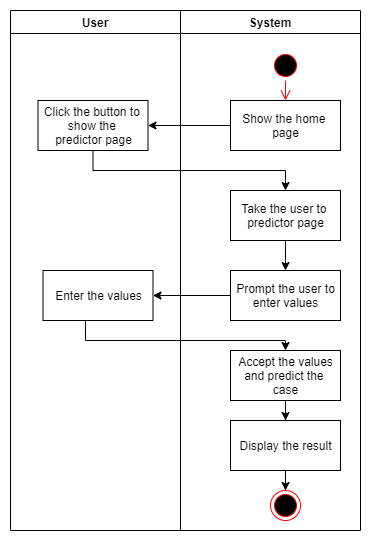 User
System
Show the home
page
Click the button to
show the
predictor page
Take the user to
predictor page
Prompt the user to
enter values
Enter the values
Accept the values
and predict the
case
Display the result